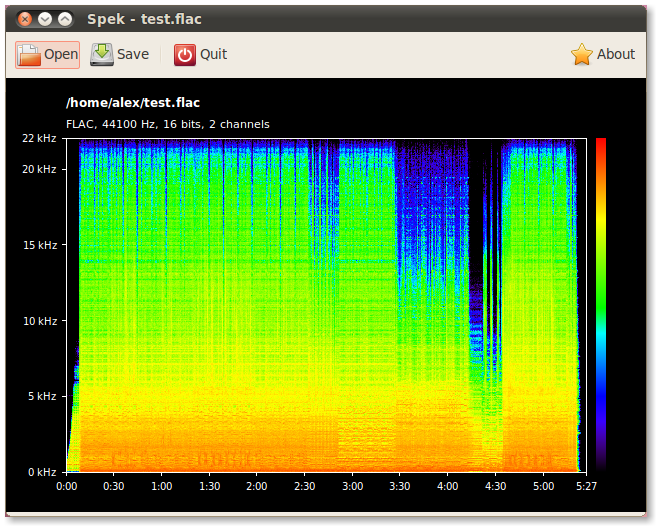 Spek - test.flac
Open Save Quit About
/home/alex/test.flac
FLAC, 44100 Hz, 16 bits, 2 channels
22 kHz
20 kHz
15 kHz
10 kHz
5 kHz
0 kHz
0:00 0:30 1:00 1:30 2:00 2:30 3:00 3:30 4:00 4:30 5:00 5:27